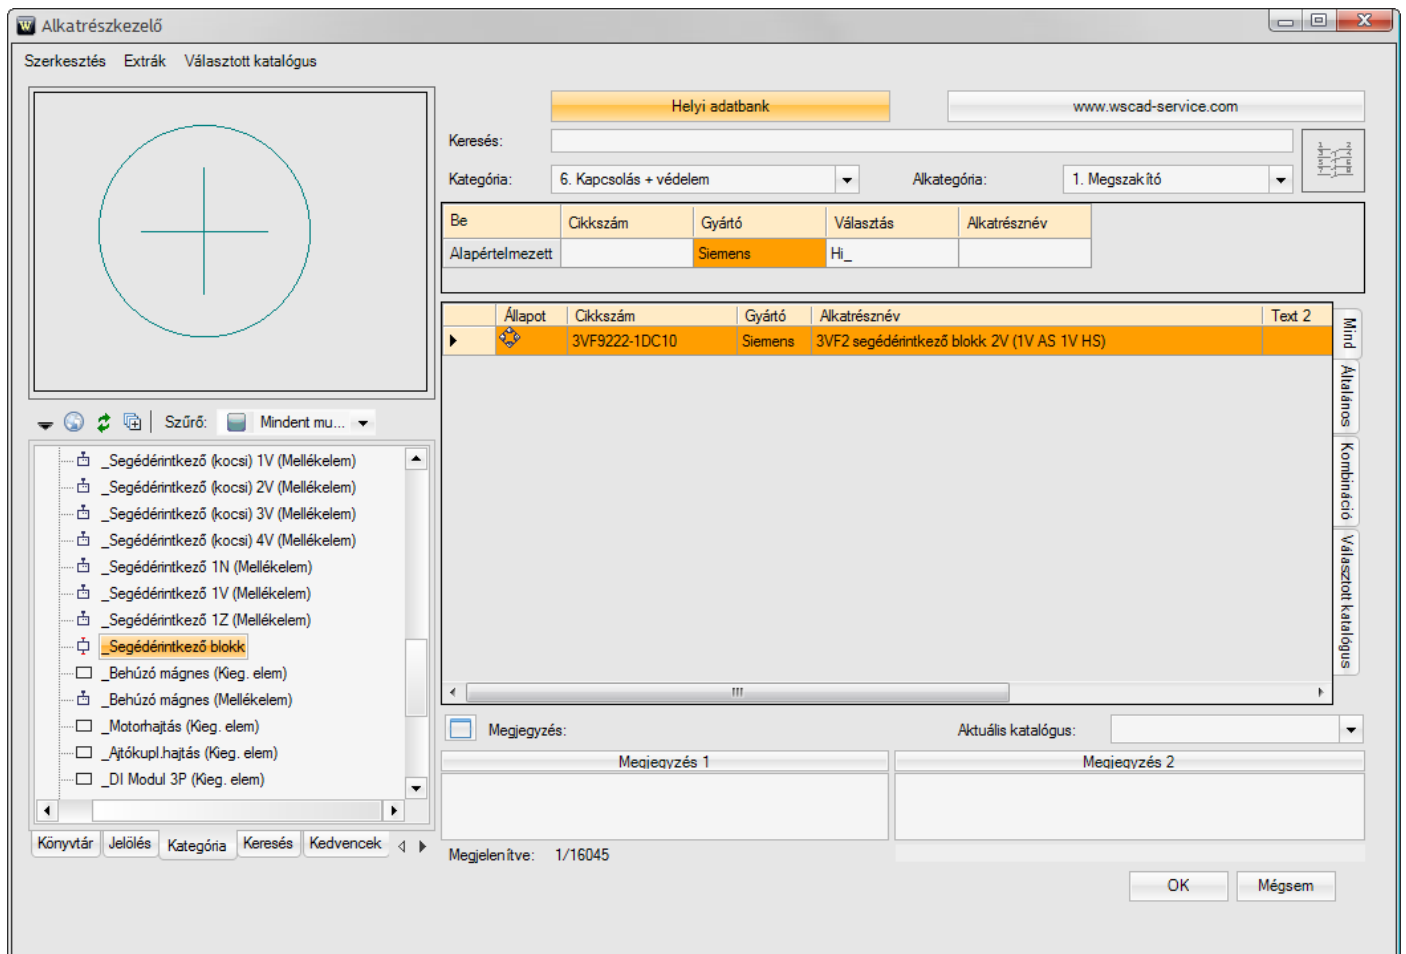 Alkatrészkezelő
Szerkesztés Extrák Választott katalógus
Helyi adatbank www.wscad-service.com
Keresés:
Kategória: 6. Kapcsolás + védelem Alkategória: 1. Megszakító
Be Cikkszám Gyártó Választás Alkatrésznév
Alapértelmezett Siemens Hi_
Állapot Cikkszám Gyártó Alkatrésznév Text 2
3VF9222-1DC10 Siemens 3VF2 segédérintkező blokk 2V (1V AS 1V HS)
Mind
Általános
Kombináció
Választott katalógus
Szűrő: Mindent mu...
_Segédérintkező (kocsi) 1V (Mellékelem)
_Segédérintkező (kocsi) 2V (Mellékelem)
_Segédérintkező (kocsi) 3V (Mellékelem)
_Segédérintkező (kocsi) 4V (Mellékelem)
_Segédérintkező 1N (Mellékelem)
_Segédérintkező 1V (Mellékelem)
_Segédérintkező 1Z (Mellékelem)
_Segédérintkező blokk
_Behúzó mágnes (Kieg. elem)
_Behúzó mágnes (Mellékelem)
_Motorhajtás (Kieg. elem)
_Ajtókupl.hajtás (Kieg. elem)
_DI Modul 3P (Kieg. elem)
Könyvtár Jelölés Kategória Keresés Kedvencek
Megjegyzés: Aktuális katalógus:
Megjegyzés 1 Megjegyzés 2
Megjelenítve: 1/16045
OK Mégsem